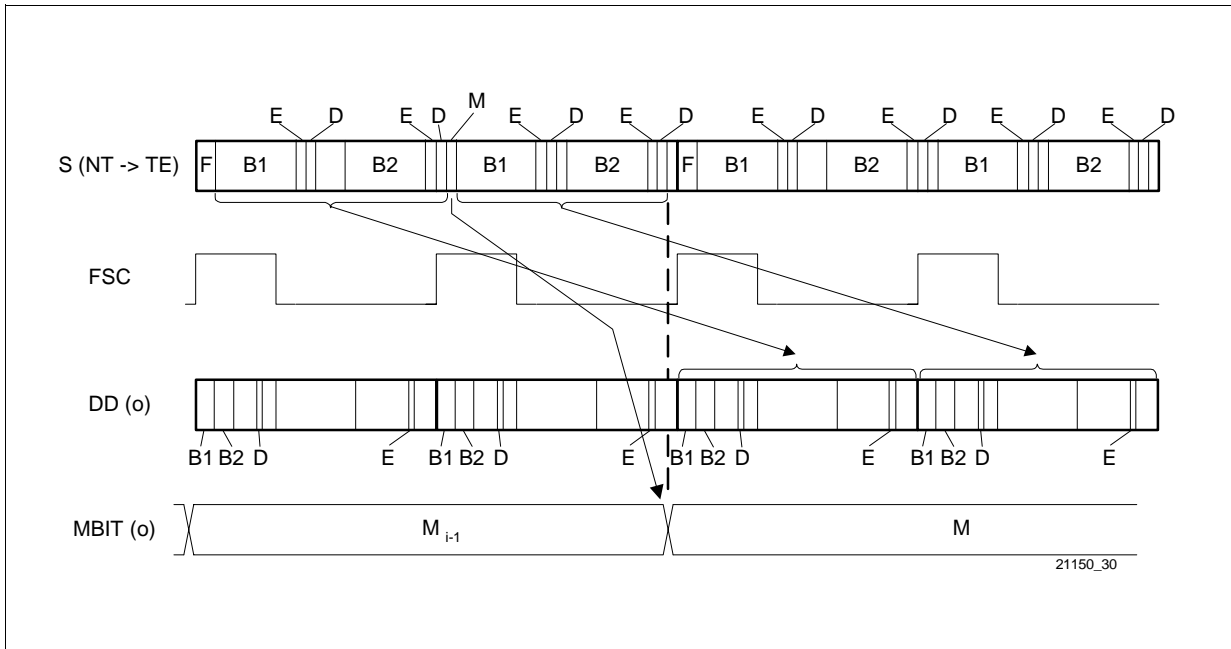 E D E D M E D E D E D E D E D E D
S (NT -> TE) F B1 B2 B1 B2 F B1 B2 B1 B2
FSC
DD (o)
B1 B2 D E B1 B2 D E B1 B2 D E B1 B2 D E
MBIT (o) M i-1 M
21150_30